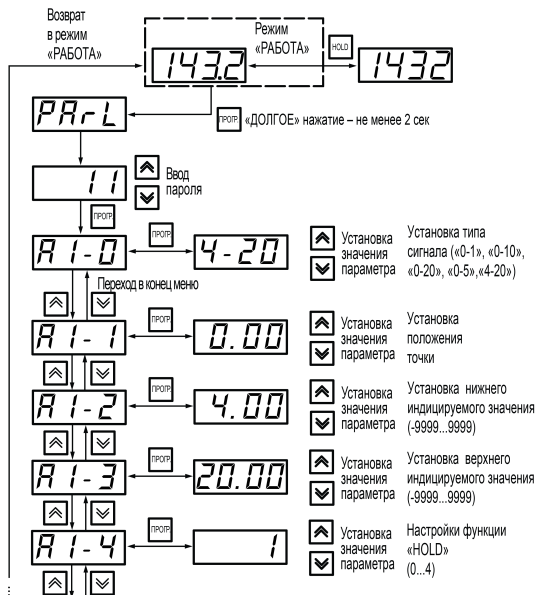 Возврат
в режим
«РАБОТА»
Режим
«РАБОТА»
143.2
HOLD
1432
PArL
ПРОГР.
«ДОЛГОЕ» нажатие – не менее 2 сек
11
Ввод
пароля
ПРОГР.
A1-0
ПРОГР.
4-20
Установка
значения
параметра
Установка типа
сигнала («0-1», «0-10»,
«0-20», «0-5»,«4-20»)
Переход в конец меню
A1-1
ПРОГР.
0.00
Установка
значения
параметра
Установка
положения
точки
A1-2
ПРОГР.
4.00
Установка
значения
параметра
Установка нижнего
индицируемого значения
(-9999...9999)
A1-3
ПРОГР.
20.00
Установка
значения
параметра
Установка верхнего
индицируемого значения
(-9999...9999)
A1-4
ПРОГР.
1
Установка
значения
параметра
Настройки функции
«HOLD»
(0...4)